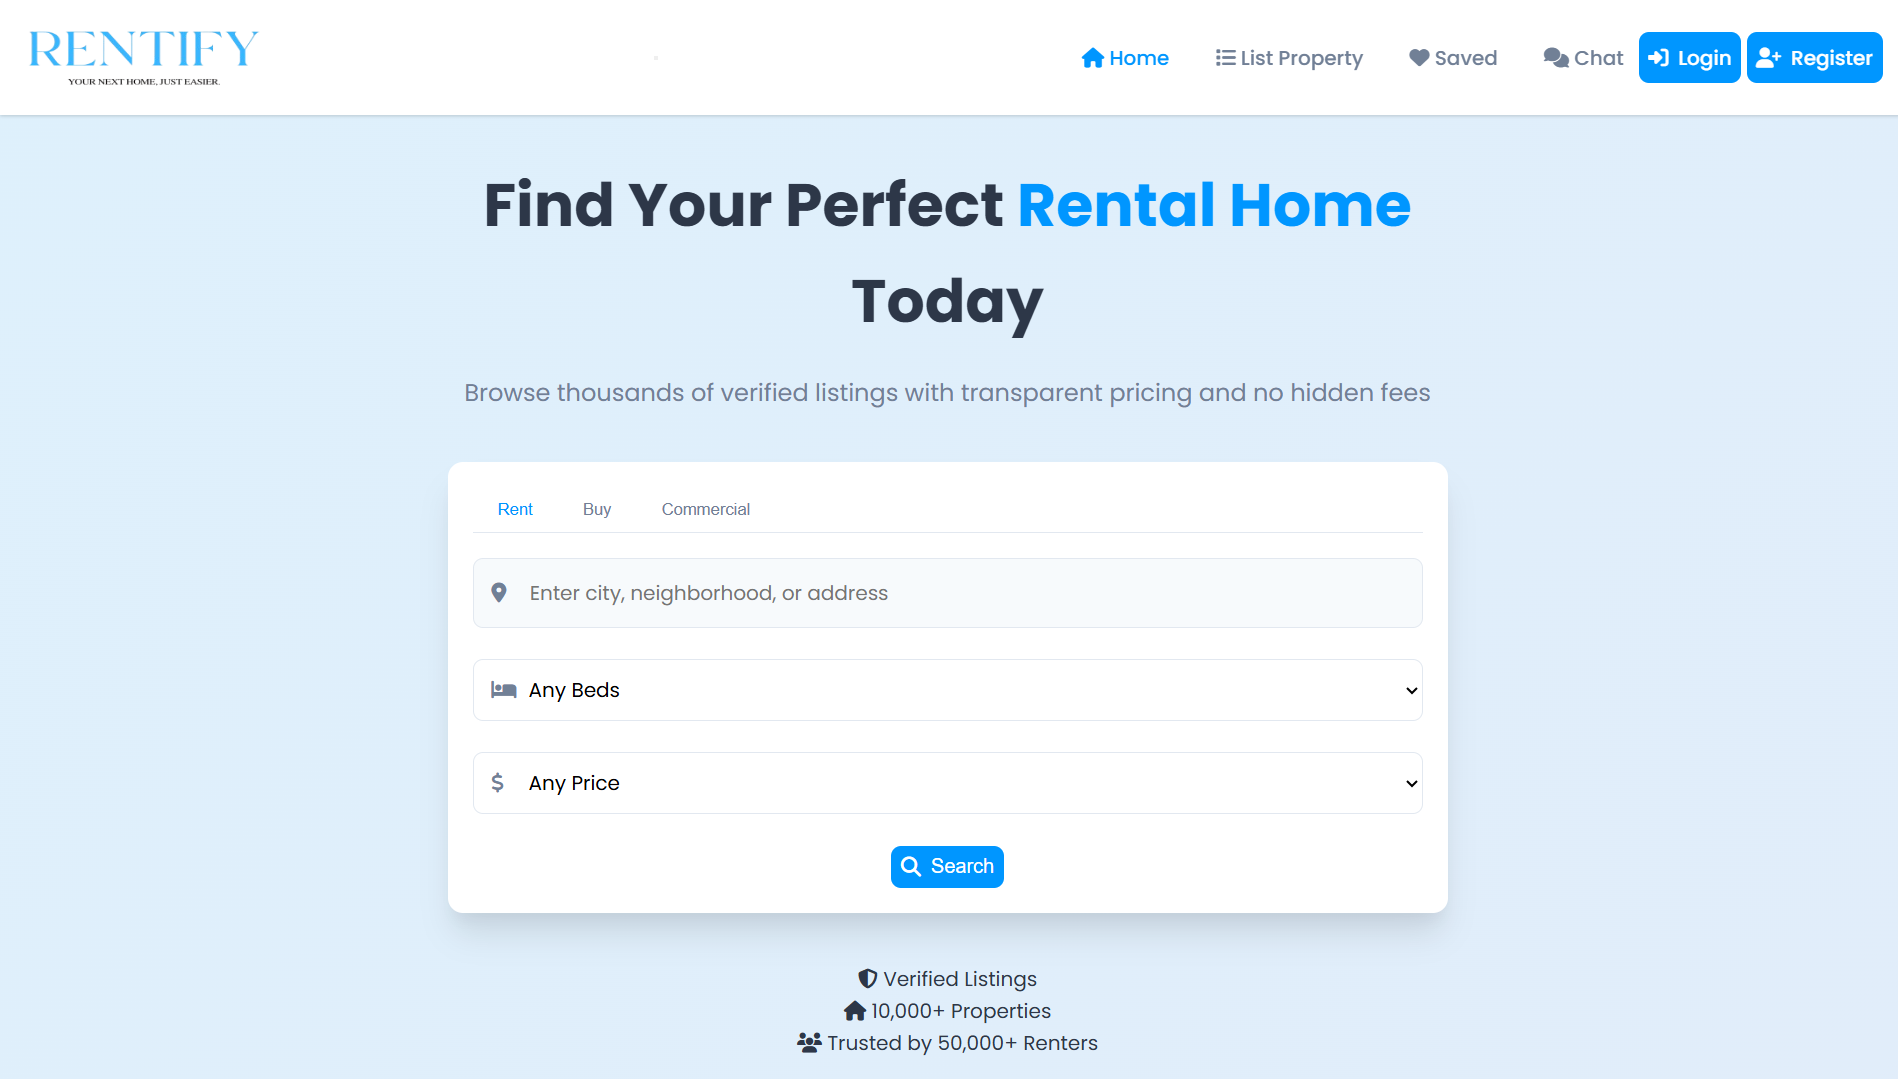 RENTIFY
YOUR NEXT HOME, JUST EASIER.
Home
List Property
Saved
Chat
Login
Register
Find Your Perfect Rental Home
Today
Browse thousands of verified listings with transparent pricing and no hidden fees
Rent
Buy
Commercial
Enter city, neighborhood, or address
Any Beds
Any Price
Search
Verified Listings
10,000+ Properties
Trusted by 50,000+ Renters